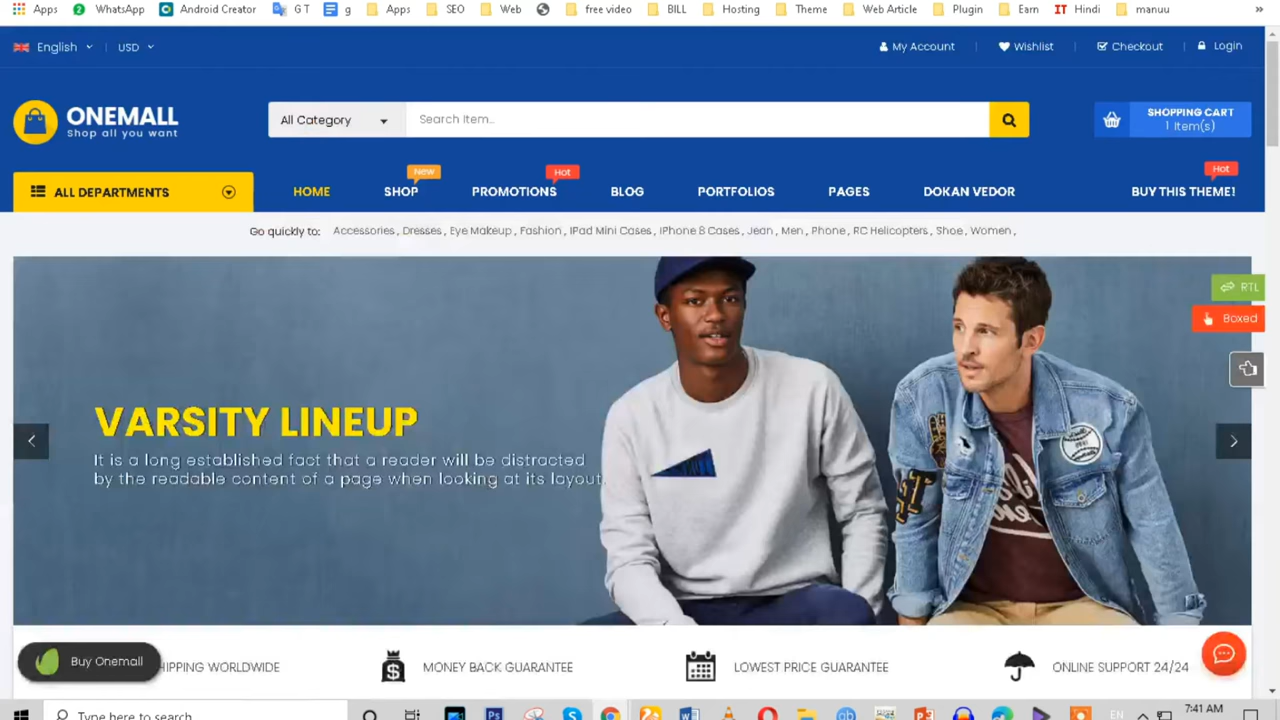 Apps WhatsApp Android Creator G T g Apps SEO Web free video BILL Hosting Theme Web Article Plugin Earn IT Hindi manuu »
English USD My Account Wishlist Checkout Login
ONEMALL
Shop all you want
All Category Search Item...
SHOPPING CART
1 Item(s)
New Hot Hot
ALL DEPARTMENTS HOME SHOP PROMOTIONS BLOG PORTFOLIOS PAGES DOKAN VEDOR BUY THIS THEME!
Go quickly to: Accessories , Dresses , Eye Makeup , Fashion , IPad Mini Cases , iPhone 8 Cases , Jean , Men , Phone , RC Helicopters , Shoe , Women ,
RTL
Boxed
VARSITY LINEUP
It is a long established fact that a reader will be distracted
by the readable content of a page when looking at its layout.
Buy Onemall HIPPING WORLDWIDE MONEY BACK GUARANTEE LOWEST PRICE GUARANTEE ONLINE SUPPORT 24/24
Type here to search EN 7:41 AM